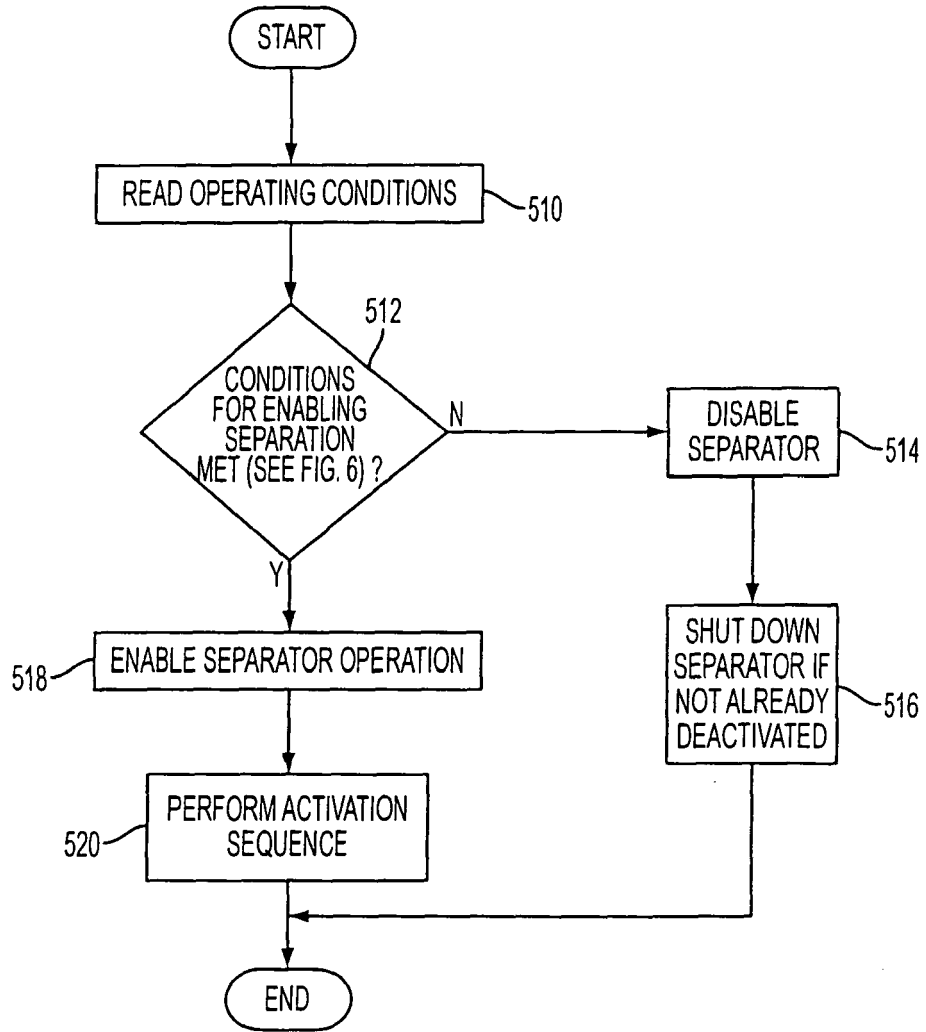 START
READ OPERATING CONDITIONS
510
512
CONDITIONS
FOR ENABLING
SEPARATION
MET (SEE FIG. 6) ?
N
DISABLE
SEPARATOR
514
Y
SHUT DOWN
SEPARATOR IF
NOT ALREADY
DEACTIVATED
516
ENABLE SEPARATOR OPERATION
518
PERFORM ACTIVATION
SEQUENCE
520
END